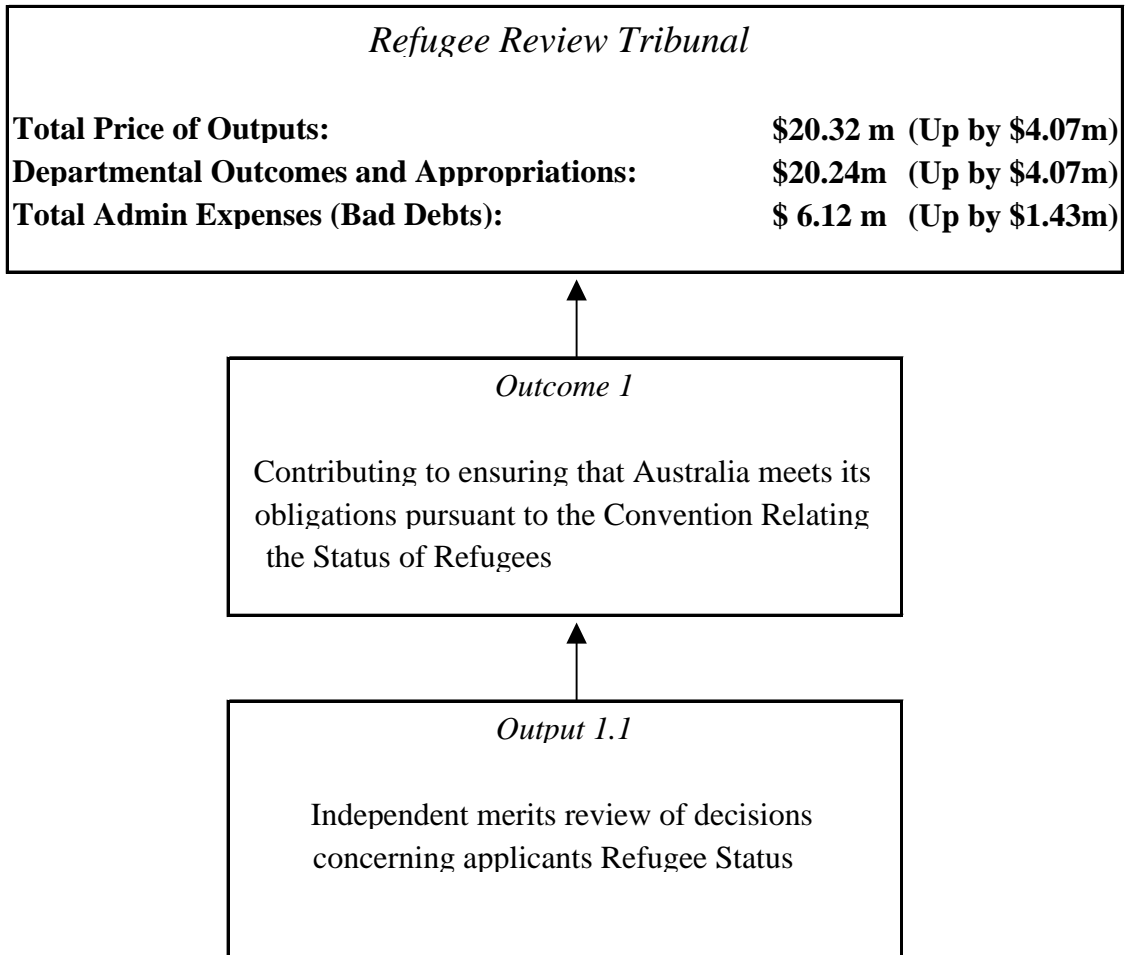 Refugee Review Tribunal
Total Price of Outputs: $20.32 m (Up by $4.07m)
Departmental Outcomes and Appropriations: $20.24m (Up by $4.07m)
Total Admin Expenses (Bad Debts): $ 6.12 m (Up by $1.43m)
Outcome 1
Contributing to ensuring that Australia meets its
obligations pursuant to the Convention Relating
the Status of Refugees
Output 1.1
Independent merits review of decisions
concerning applicants Refugee Status